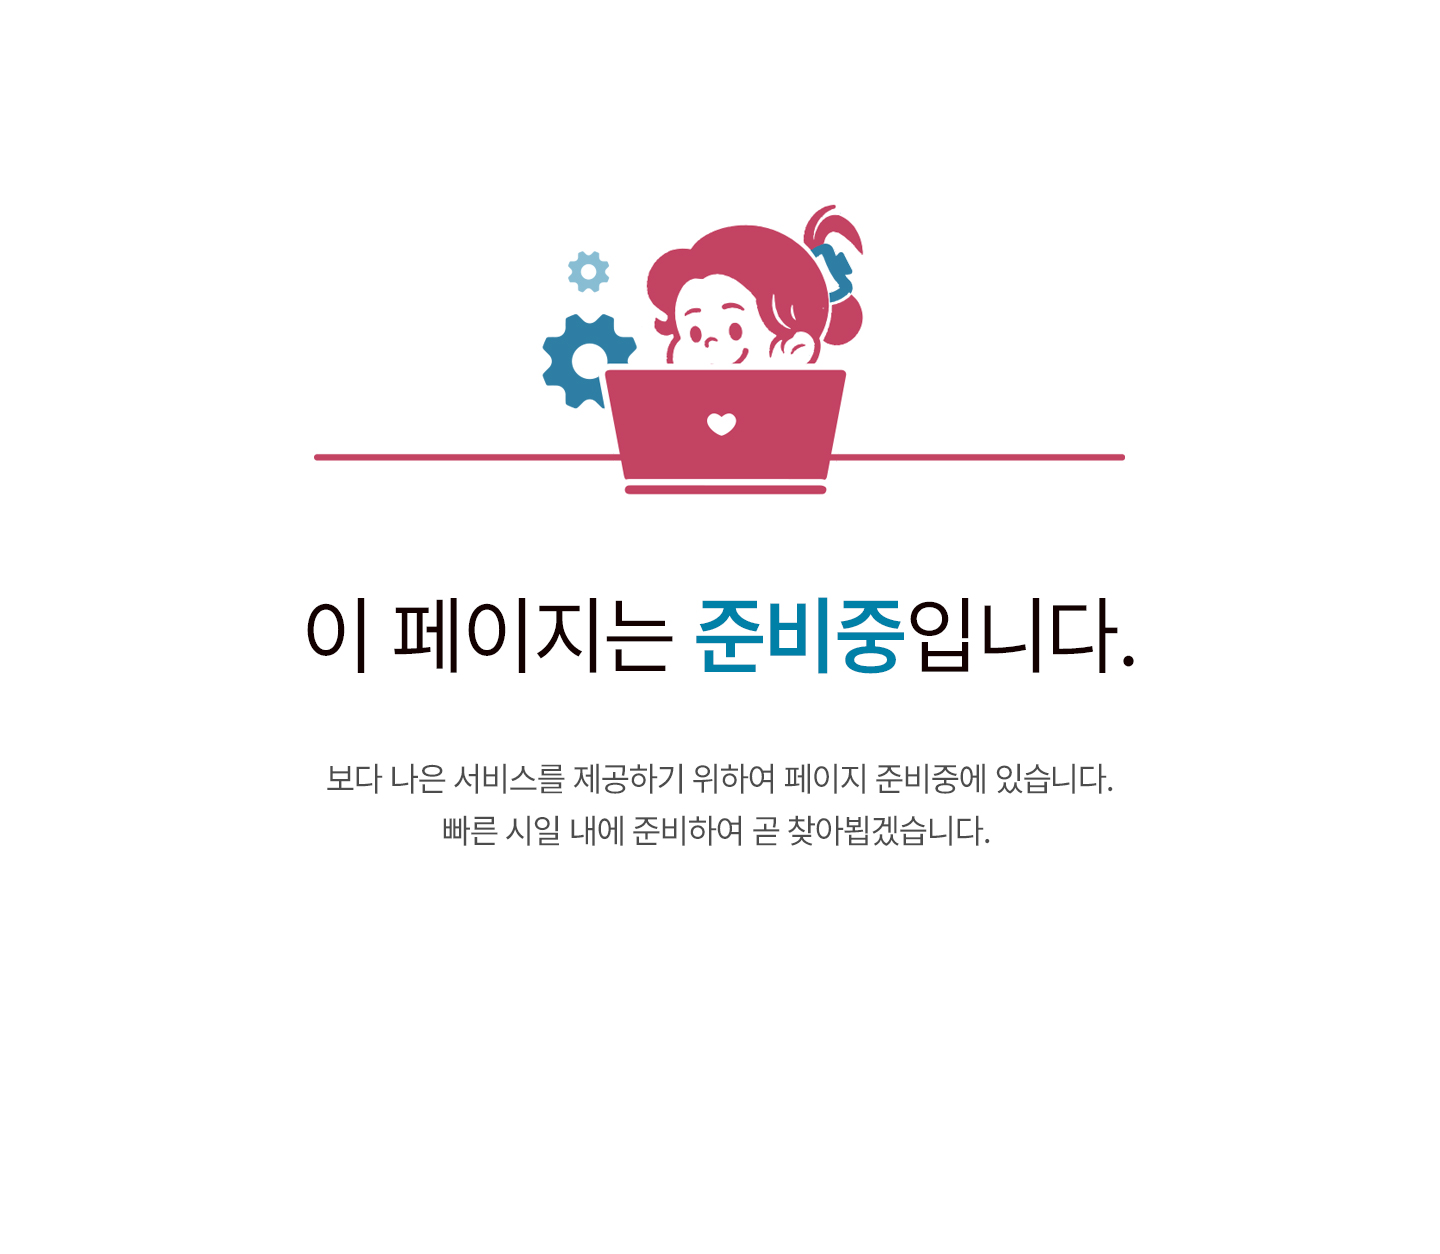 이 페이지는 준비중입니다.
보다 나은 서비스를 제공하기 위하여 페이지 준비중에 있습니다.
빠른 시일 내에 준비하여 곧 찾아뵙겠습니다.